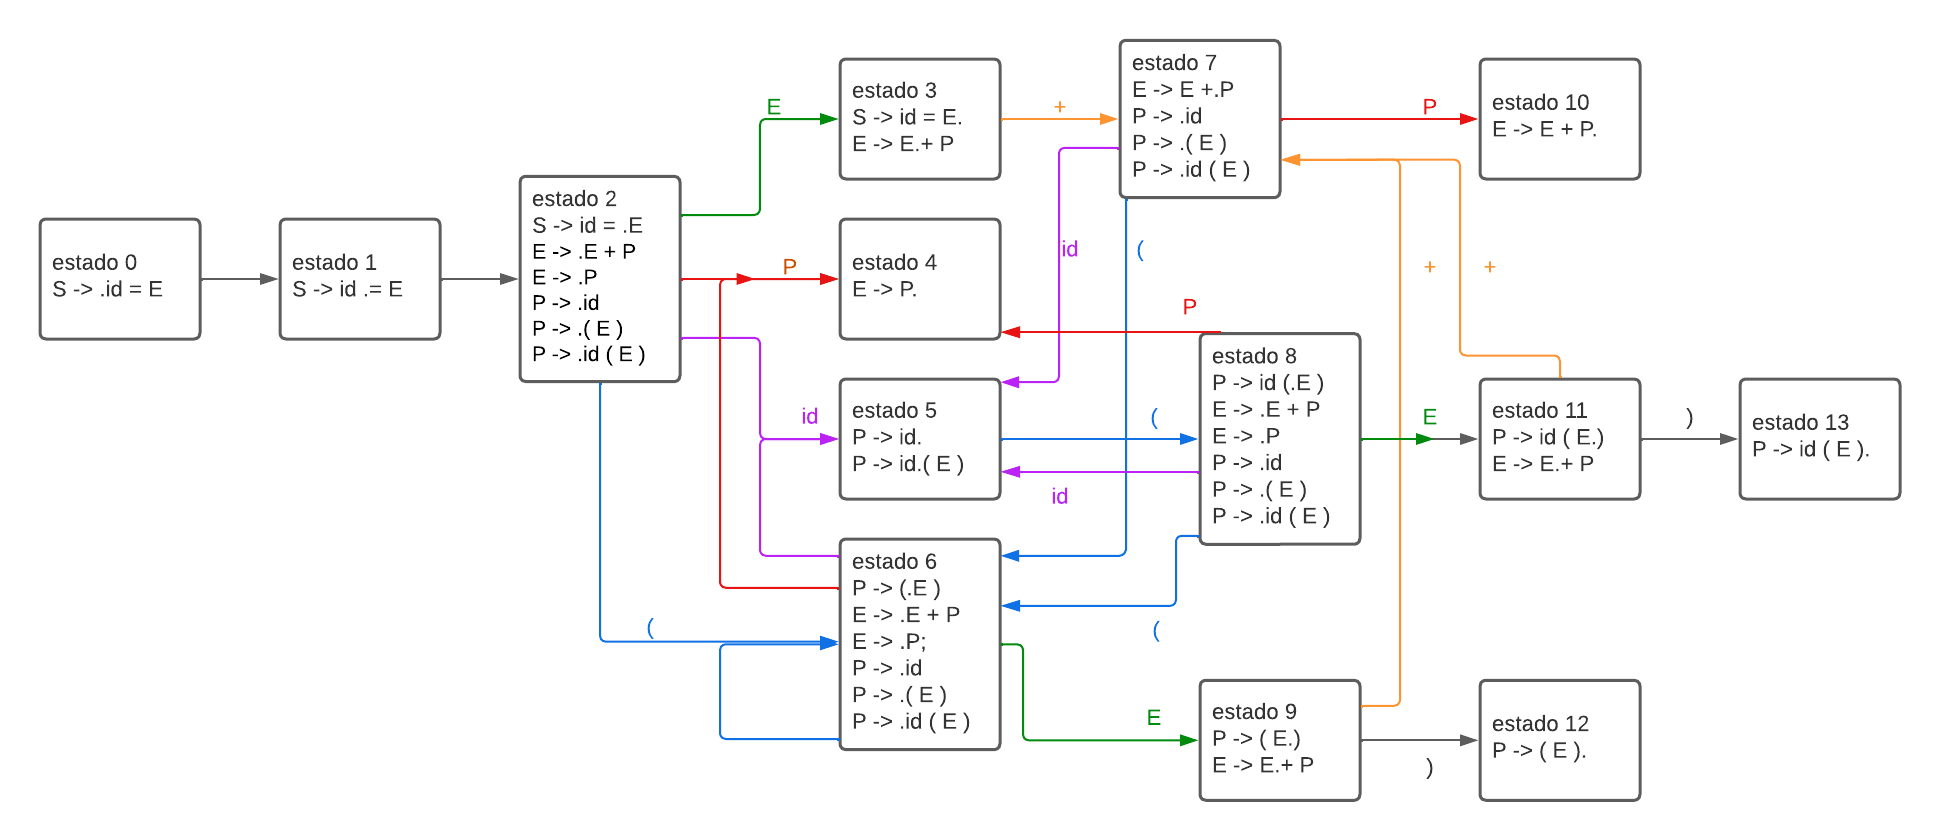 estado 0
S -> .id = E
estado 1
S -> id .= E
estado 2
S -> id = .E
E -> .E + P
E -> .P
P -> .id
P -> .( E )
P -> .id ( E )
E
P
id
(
estado 3
S -> id = E.
E -> E.+ P
+
estado 4
E -> P.
estado 5
P -> id.
P -> id.( E )
(
id
estado 6
P -> (.E )
E -> .E + P
E -> .P;
P -> .id
P -> .( E )
P -> .id ( E )
E
estado 7
E -> E +.P
P -> .id
P -> .( E )
P -> .id ( E )
id
(
P
estado 8
P -> id (.E )
E -> .E + P
E -> .P
P -> .id
P -> .( E )
P -> .id ( E )
P
(
E
estado 9
P -> ( E.)
E -> E.+ P
+
+
)
estado 10
E -> E + P.
estado 11
P -> id ( E.)
E -> E.+ P
)
estado 12
P -> ( E ).
estado 13
P -> id ( E ).